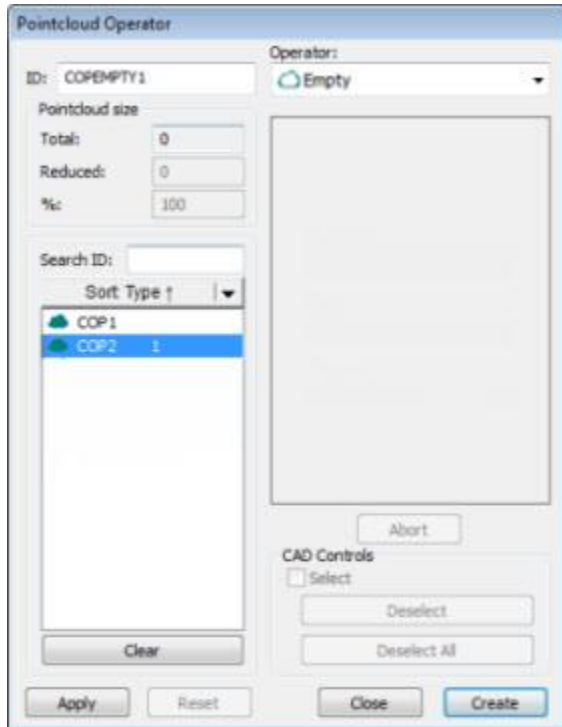 Pointcloud Operator
ID: COPEMPTY1
Operator:
Empty
Pointcloud size
Total: 0
Reduced: 0
%: 100
Search ID:
Sort Type ↑
COP1
COP2 1
Clear
Abort
CAD Controls
Select
Deselect
Deselect All
Apply
Reset
Close
Create